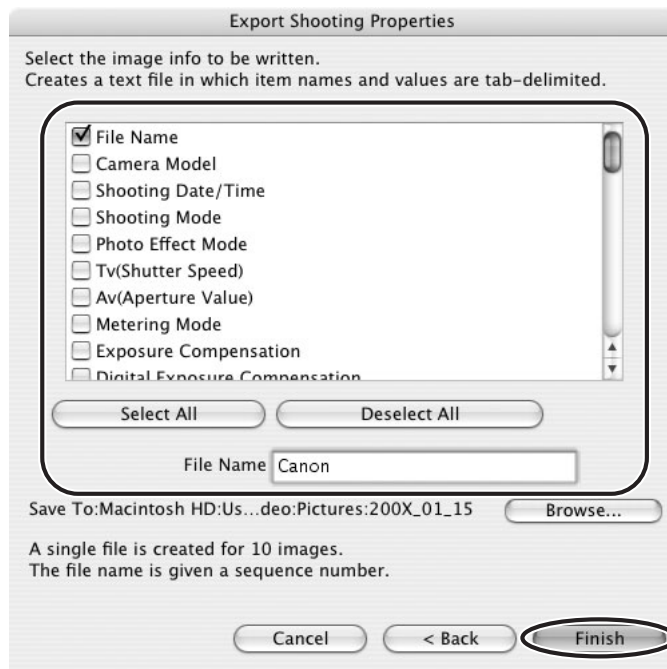 Export Shooting Properties
Select the image info to be written.
Creates a text file in which item names and values are tab-delimited.
File Name
Camera Model
Shooting Date/Time
Shooting Mode
Photo Effect Mode
Tv(Shutter Speed)
Av(Aperture Value)
Metering Mode
Exposure Compensation
Digital Exposure Compensation
Select All Deselect All
File Name Canon
Save To:Macintosh HD:Us...deo:Pictures:200X_01_15 Browse...
A single file is created for 10 images.
The file name is given a sequence number.
Cancel < Back Finish